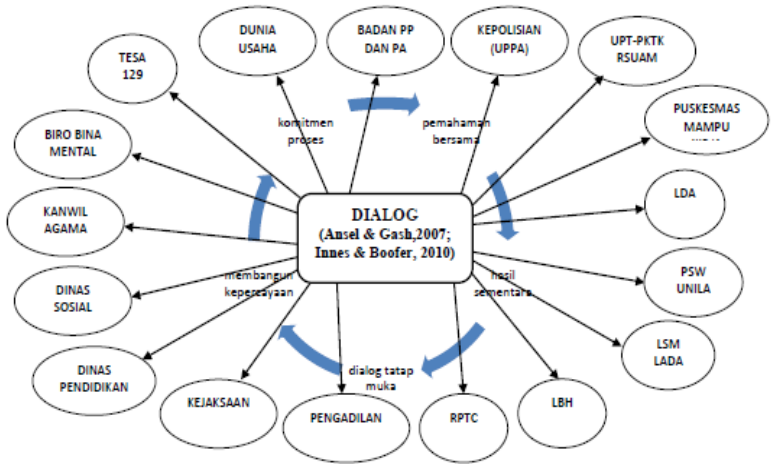 DUNIA
USAHA
BADAN PP
DAN PA
KEPOLISIAN
(UPPA)
UPT-PKTK
RSUAM
TESA
129
PUSKESMAS
MAMPU
komitmen
proses
pemahaman
bersama
BIRO BINA
MENTAL
LDA
KANWIL
AGAMA
DIALOG
(Ansel & Gash,2007;
Innes & Boofer, 2010)
PSW
UNILA
membangun
kepercayaan
hasil
sementara
DINAS
SOSIAL
LSM
LADA
DINAS
PENDIDIKAN
dialog tatap
muka
KEJAKSAAN
PENGADILAN
RPTC
LBH